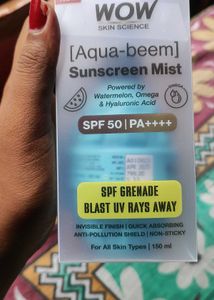 WOW
SKIN SCIENCE
[Aqua-beem]
Sunscreen Mist
Powered by
Watermelon, Omega
& Hyaluronic Acid
SPF 50 | PA++++
SPF GRENADE
BLAST UV RAYS AWAY
INVISIBLE FINISH | QUICK ABSORBING
ANTI-POLLUTION SHIELD | NON-STICKY
For All Skin Types | 150 ml